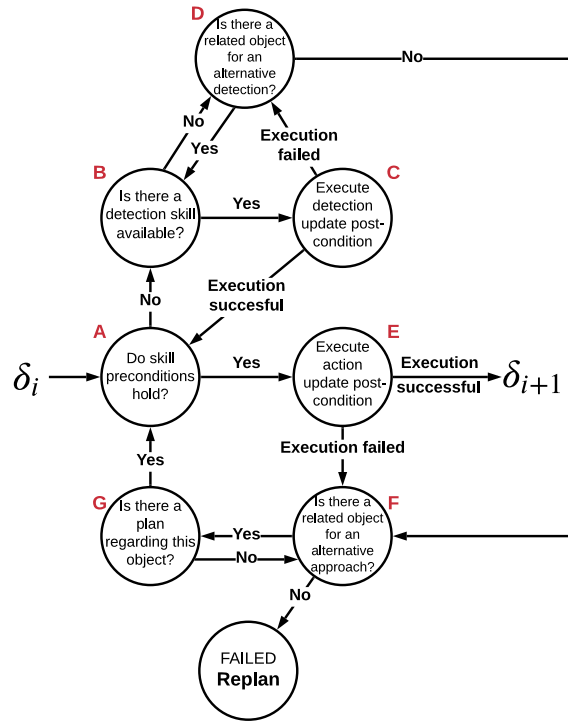 D
Is there a
related object
for an
alternative
detection?
No
No
Yes
Execution
failed
B
Is there a
detection skill
available?
Yes
C
Execute
detection
update post-
condition
No
Execution
succesful
A
δi
Do skill
preconditions
hold?
Yes
E
Execute
action
update post-
condition
Execution
successful
δi+1
Yes
Execution failed
G
Is there a
plan
regarding this
object?
Yes
No
F
Is there a
related object
for an
alternative
approach?
No
FAILED
Replan